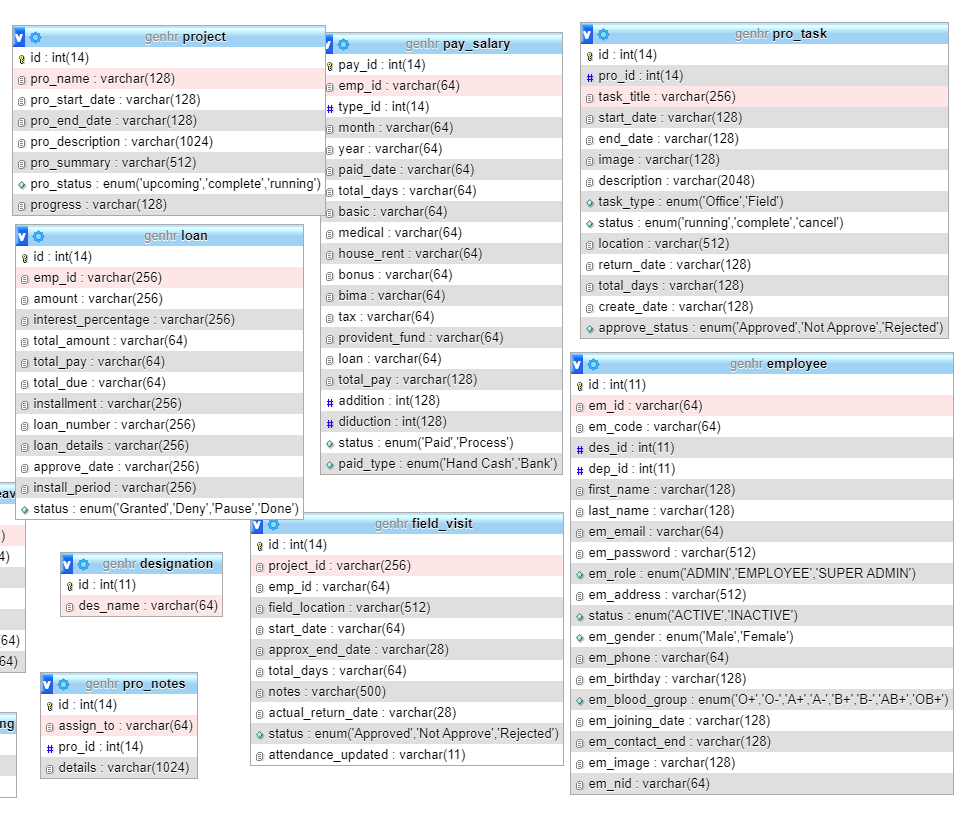 genhr project
id : int(14)
pro_name : varchar(128)
pro_start_date : varchar(128)
pro_end_date : varchar(128)
pro_description : varchar(1024)
pro_summary : varchar(512)
pro_status : enum('upcoming','complete','running')
progress : varchar(128)
genhr pay_salary
pay_id : int(14)
emp_id : varchar(64)
type_id : int(14)
month : varchar(64)
year : varchar(64)
paid_date : varchar(64)
total_days : varchar(64)
basic : varchar(64)
medical : varchar(64)
house_rent : varchar(64)
bonus : varchar(64)
bima : varchar(64)
tax : varchar(64)
provident_fund : varchar(64)
loan : varchar(64)
total_pay : varchar(128)
addition : int(128)
diduction : int(128)
status : enum('Paid','Process')
paid_type : enum('Hand Cash','Bank')
genhr pro_task
id : int(14)
pro_id : int(14)
task_title : varchar(256)
start_date : varchar(128)
end_date : varchar(128)
image : varchar(128)
description : varchar(2048)
task_type : enum('Office','Field')
status : enum('running','complete','cancel')
location : varchar(512)
return_date : varchar(128)
total_days : varchar(128)
create_date : varchar(128)
approve_status : enum('Approved','Not Approve','Rejected')
genhr loan
id : int(14)
emp_id : varchar(256)
amount : varchar(256)
interest_percentage : varchar(256)
total_amount : varchar(64)
total_pay : varchar(64)
total_due : varchar(64)
installment : varchar(256)
loan_number : varchar(256)
loan_details : varchar(256)
approve_date : varchar(256)
install_period : varchar(256)
status : enum('Granted','Deny','Pause','Done')
genhr employee
id : int(11)
em_id : varchar(64)
em_code : varchar(64)
des_id : int(11)
dep_id : int(11)
first_name : varchar(128)
last_name : varchar(128)
em_email : varchar(64)
em_password : varchar(512)
em_role : enum('ADMIN','EMPLOYEE','SUPER ADMIN')
em_address : varchar(512)
status : enum('ACTIVE','INACTIVE')
em_gender : enum('Male','Female')
em_phone : varchar(64)
em_birthday : varchar(128)
em_blood_group : enum('O+','O-','A+','A-','B+','B-','AB+','OB+')
em_joining_date : varchar(128)
em_contact_end : varchar(128)
em_image : varchar(128)
em_nid : varchar(64)
eav
)
4)
64)
64)
genhr designation
id : int(11)
des_name : varchar(64)
genhr field_visit
id : int(14)
project_id : varchar(256)
emp_id : varchar(64)
field_location : varchar(512)
start_date : varchar(64)
approx_end_date : varchar(28)
total_days : varchar(64)
notes : varchar(500)
actual_return_date : varchar(28)
status : enum('Approved','Not Approve','Rejected')
attendance_updated : varchar(11)
genhr pro_notes
id : int(14)
assign_to : varchar(64)
pro_id : int(14)
details : varchar(1024)
ng